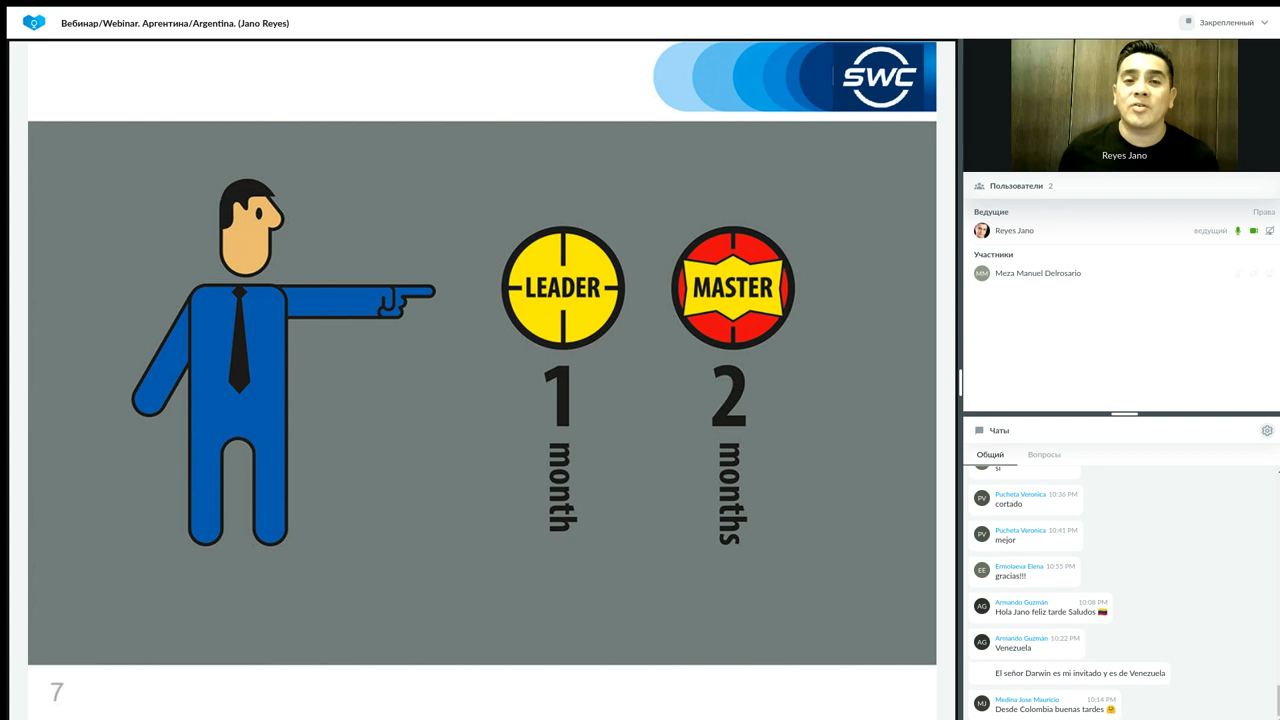 Вебинар/Webinar. Аргентина/Argentina. (Jano Reyes)
Закрепленный
SWC
LEADER
MASTER
1
month
2
months
7
Reyes Jano
Пользователи 2
Ведущие
Права
Reyes Jano
ведущий
Участники
MM
Meza Manuel Delrosario
Чаты
Общий
Вопросы
si
PV
Pucheta Veronica 10:36 PM
cortado
PV
Pucheta Veronica 10:41 PM
mejor
EE
Ermolaeva Elena 10:55 PM
gracias!!!
AG
Armando Guzmán 10:08 PM
Hola Jano feliz tarde Saludos 🇻🇪
AG
Armando Guzmán 10:22 PM
Venezuela
El señor Darwin es mi invitado y es de Venezuela
MJ
Medina Jose Mauricio 10:14 PM
Desde Colombia buenas tardes 🤗